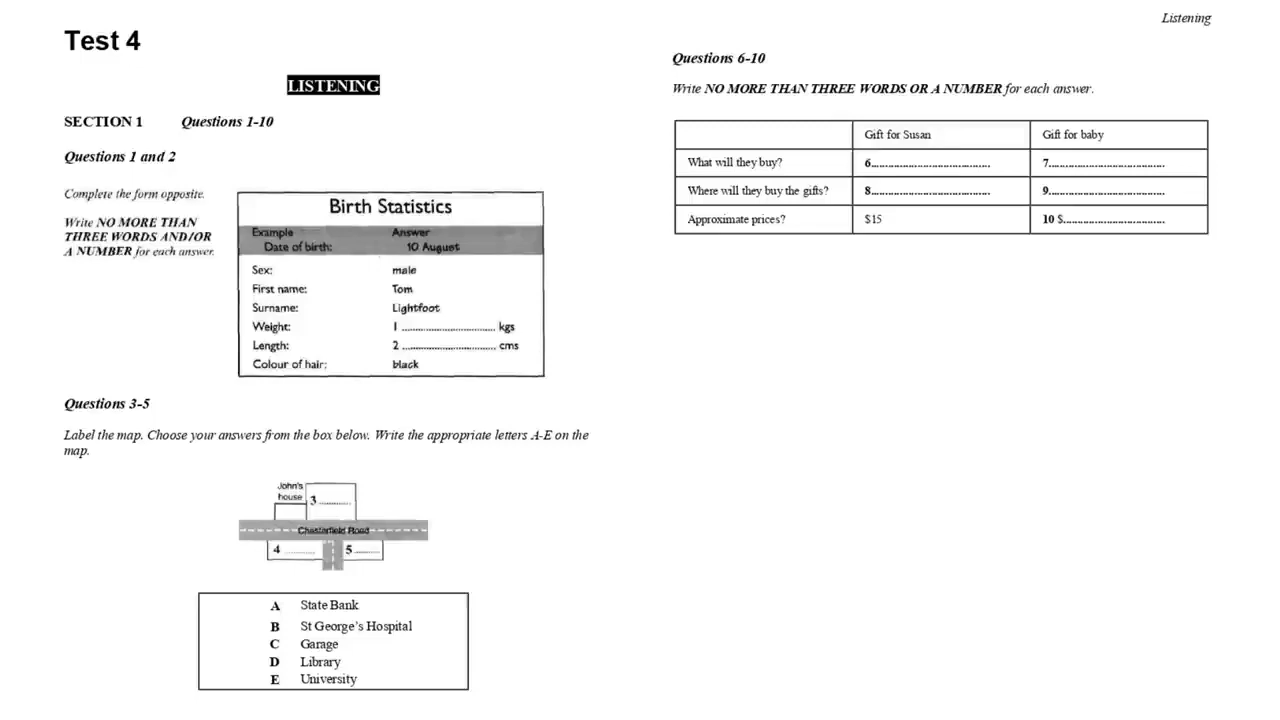 Test 4
LISTENING
SECTION 1 Questions 1-10
Questions 1 and 2
Complete the form opposite.
Write NO MORE THAN
THREE WORDS AND/OR
A NUMBER for each answer.
Birth Statistics
Example Answer
Date of birth: 10 August
Sex: male
First name: Tom
Surname: Lightfoot
Weight: 1 .................................. kgs
Length: 2 .................................. cms
Colour of hair: black
Questions 3-5
Label the map. Choose your answers from the box below. Write the appropriate letters A-E on the
map.
John's
house
3 ............
Chesterfield Road
4 ............
5 ..........
A State Bank
B St George's Hospital
C Garage
D Library
E University
Listening
Questions 6-10
Write NO MORE THAN THREE WORDS OR A NUMBER for each answer.
Gift for Susan Gift for baby
What will they buy? 6........................................ 7.......................................
Where will they buy the gifts? 8........................................ 9.......................................
Approximate prices? $15 10 $..................................